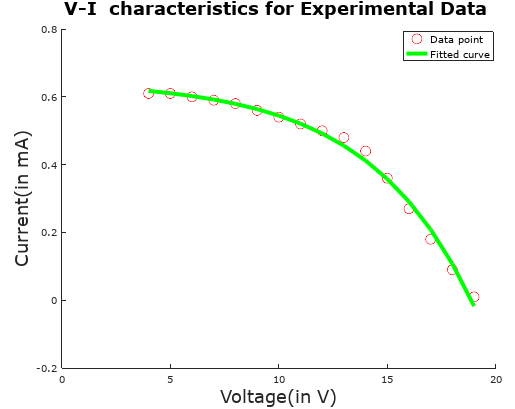 V-I characteristics for Experimental Data
Data point
Fitted curve
0.8
0.6
0.4
0.2
0
-0.2
0
5
10
15
20
Current(in mA)
Voltage(in V)